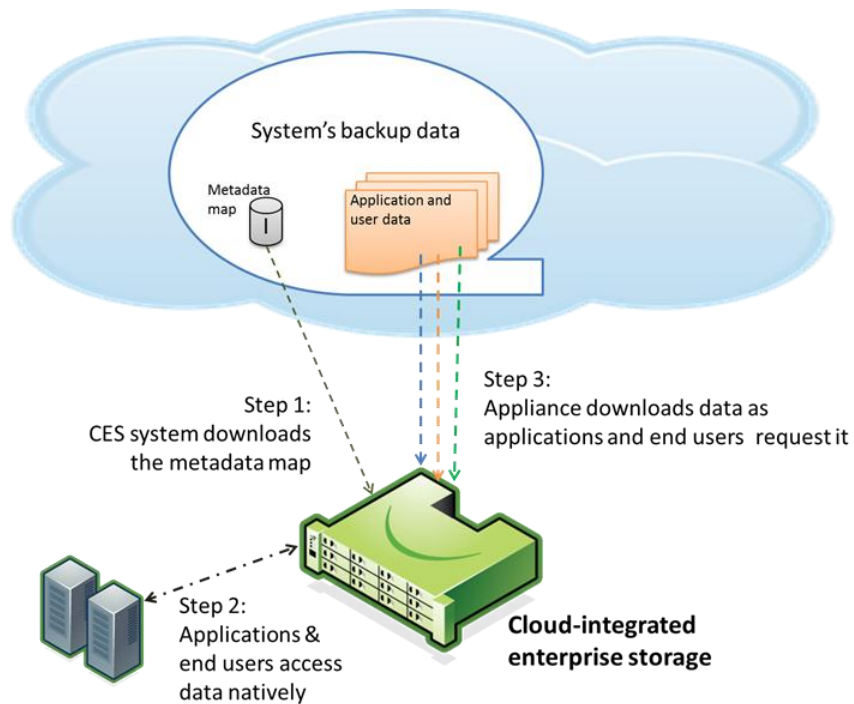 System's backup data
Metadata
map
Application and
user data
Step 1:
CES system downloads
the metadata map
Step 3:
Appliance downloads data as
applications and end users request it
Step 2:
Applications &
end users access
data natively
Cloud-integrated
enterprise storage